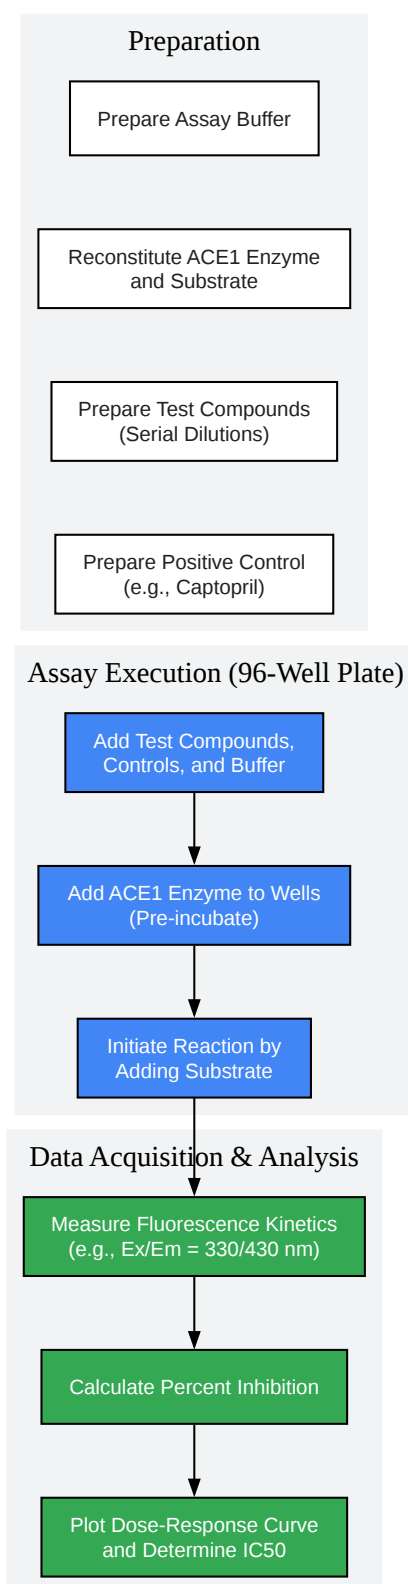 Preparation
Prepare Assay Buffer
Reconstitute ACE1 Enzyme
and Substrate
Prepare Test Compounds
(Serial Dilutions)
Prepare Positive Control
(e.g., Captopril)
Assay Execution (96-Well Plate)
Add Test Compounds,
Controls, and Buffer
Add ACE1 Enzyme to Wells
(Pre-incubate)
Initiate Reaction by
Adding Substrate
Data Acquisition & Analysis
Measure Fluorescence Kinetics
(e.g., Ex/Em = 330/430 nm)
Calculate Percent Inhibition
Plot Dose-Response Curve
and Determine IC50